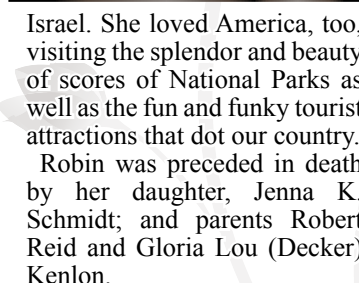 Israel. She loved America, too,
visiting the splendor and beauty
of scores of National Parks as
well as the fun and funky tourist
attractions that dot our country.
Robin was preceded in death
by her daughter, Jenna K.
Schmidt; and parents Robert
Reid and Gloria Lou (Decker)
Kenlon.